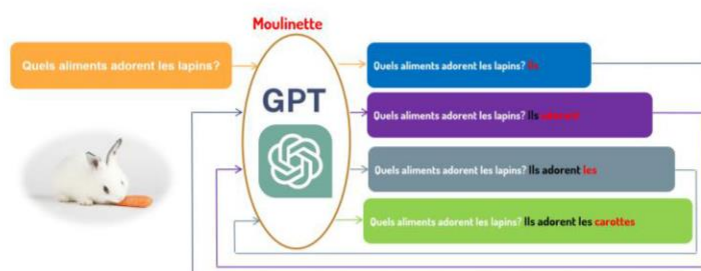 Moulinette
Quels aliments adorent les lapins?
GPT
Quels aliments adorent les lapins? Ils
Quels aliments adorent les lapins? Ils adorent
Quels aliments adorent les lapins? Ils adorent les
Quels aliments adorent les lapins? Ils adorent les carottes